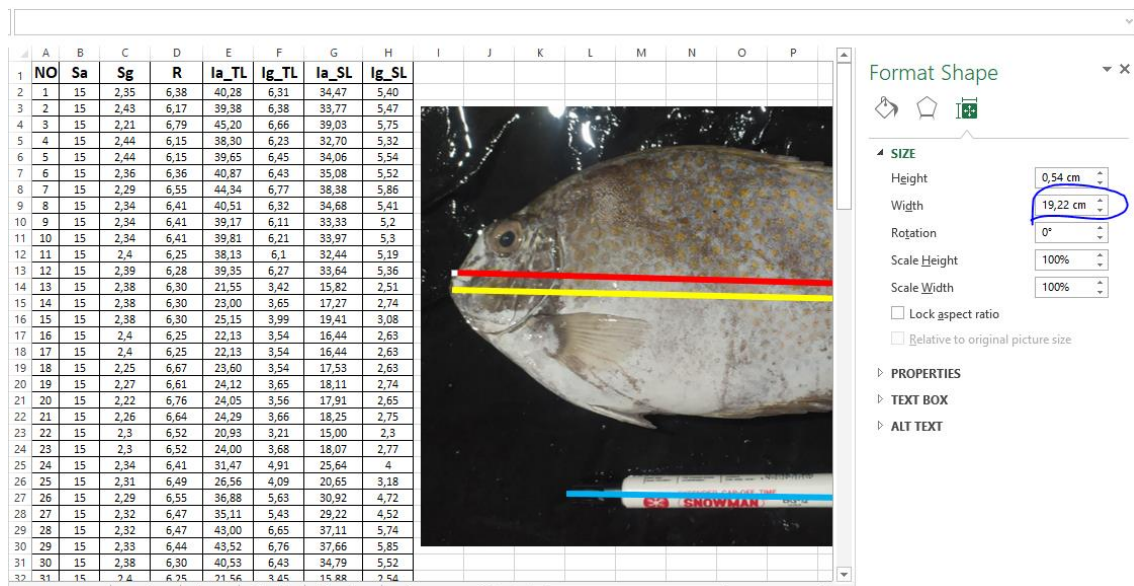 A B C D E F G H I J K L M N O P
1 NO Sa Sg R Ia_TL Ig_TL Ia_SL Ig_SL
2 1 15 2,35 6,38 40,28 6,31 34,47 5,40
3 2 15 2,43 6,17 39,38 6,38 33,77 5,47
4 3 15 2,21 6,79 45,20 6,66 39,03 5,75
5 4 15 2,44 6,15 38,30 6,23 32,70 5,32
6 5 15 2,44 6,15 39,65 6,45 34,06 5,54
7 6 15 2,36 6,36 40,87 6,43 35,08 5,52
8 7 15 2,29 6,55 44,34 6,77 38,38 5,86
9 8 15 2,34 6,41 40,51 6,32 34,68 5,41
10 9 15 2,34 6,41 39,17 6,11 33,33 5,2
11 10 15 2,34 6,41 39,81 6,21 33,97 5,3
12 11 15 2,4 6,25 38,13 6,1 32,44 5,19
13 12 15 2,39 6,28 39,35 6,27 33,64 5,36
14 13 15 2,38 6,30 21,55 3,42 15,82 2,51
15 14 15 2,38 6,30 23,00 3,65 17,27 2,74
16 15 15 2,38 6,30 25,15 3,99 19,41 3,08
17 16 15 2,4 6,25 22,13 3,54 16,44 2,63
18 17 15 2,4 6,25 22,13 3,54 16,44 2,63
19 18 15 2,25 6,67 23,60 3,54 17,53 2,63
20 19 15 2,27 6,61 24,12 3,65 18,11 2,74
21 20 15 2,22 6,76 24,05 3,56 17,91 2,65
22 21 15 2,26 6,64 24,29 3,66 18,25 2,75
23 22 15 2,3 6,52 20,93 3,21 15,00 2,3
24 23 15 2,3 6,52 24,00 3,68 18,07 2,77
25 24 15 2,34 6,41 31,47 4,91 25,64 4
26 25 15 2,31 6,49 26,56 4,09 20,65 3,18
27 26 15 2,29 6,55 36,88 5,63 30,92 4,72
28 27 15 2,32 6,47 35,11 5,43 29,22 4,52
29 28 15 2,32 6,47 43,00 6,65 37,11 5,74
30 29 15 2,33 6,44 43,52 6,76 37,66 5,85
31 30 15 2,38 6,30 40,53 6,43 34,79 5,52
32 31 15 2,4 6,25 21,56 3,45 15,88 2,54
SNOWMAN
Format Shape
SIZE
Height 0,54 cm
Width 19,22 cm
Rotation 0°
Scale Height 100%
Scale Width 100%
Lock aspect ratio
Relative to original picture size
PROPERTIES
TEXT BOX
ALT TEXT